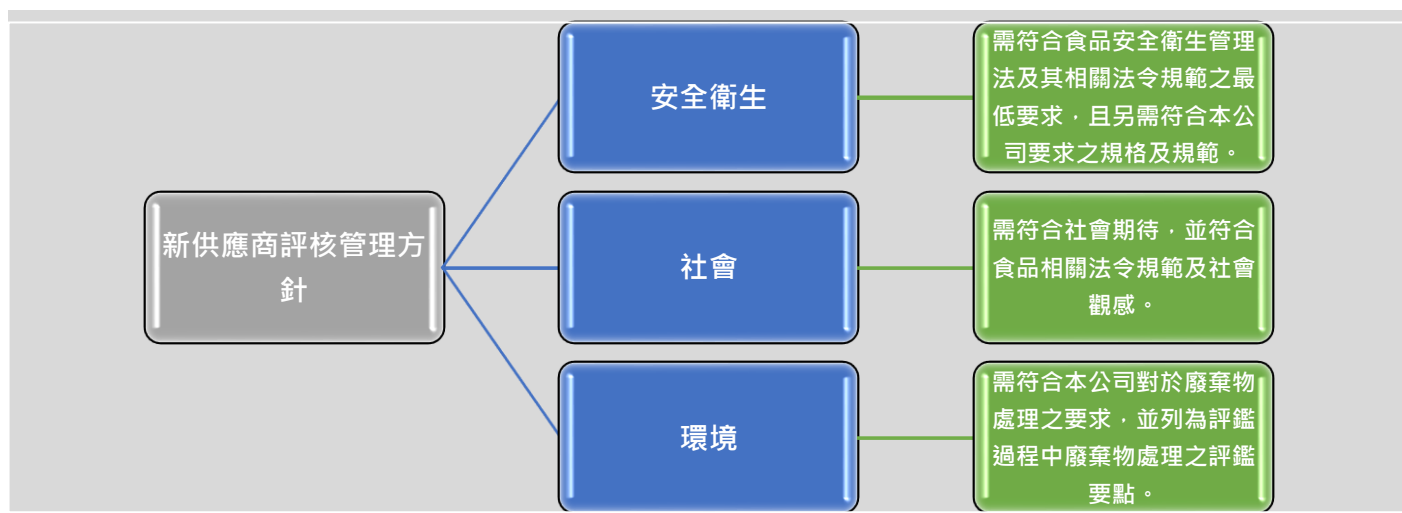 新供應商評核管理方
針
安全衛生
需符合食品安全衛生管理
法及其相關法令規範之最
低要求，且另需符合本公
司要求之規格及規範。
社會
需符合社會期待，並符合
食品相關法令規範及社會
觀感。
環境
需符合本公司對於廢棄物
處理之要求，並列為評鑑
過程中廢棄物處理之評鑑
要點。